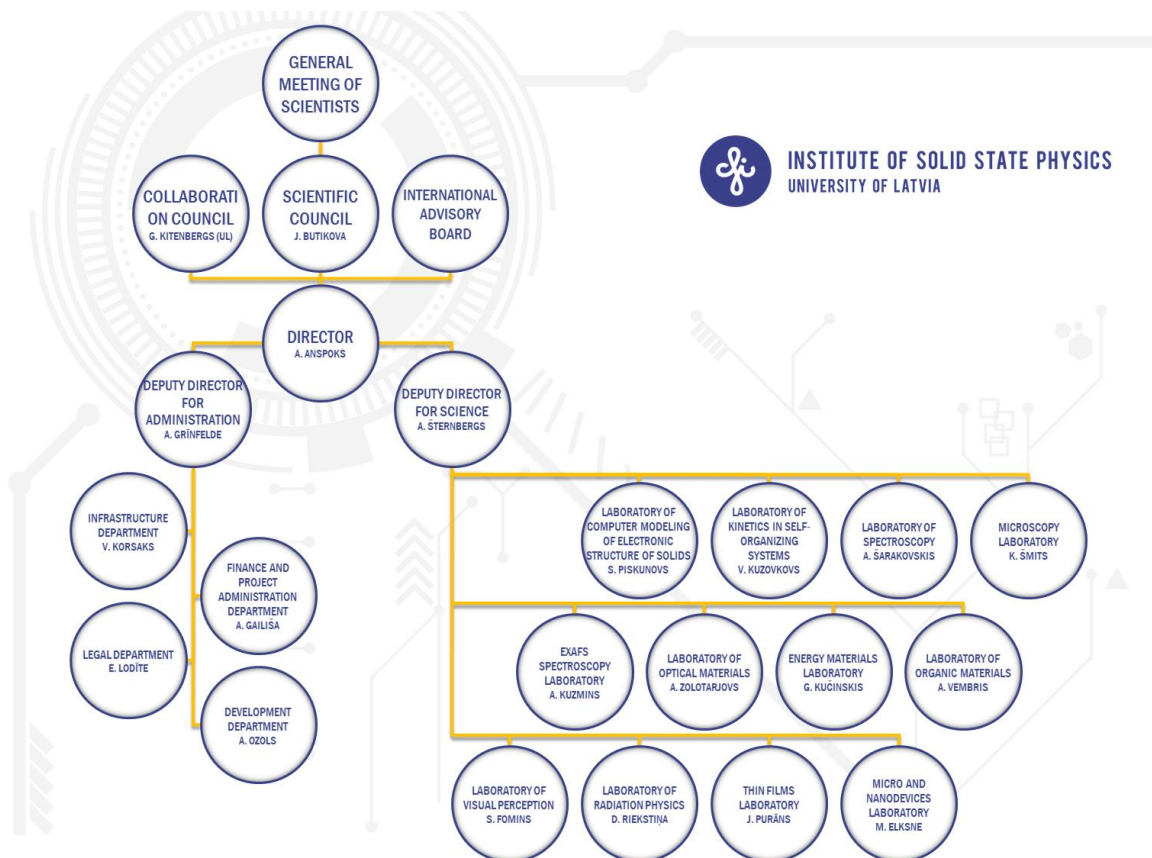 GENERAL
MEETING OF
SCIENTISTS
INSTITUTE OF SOLID STATE PHYSICS
UNIVERSITY OF LATVIA
COLLABORATI
ON COUNCIL
G. KITENBERGS (UL)
SCIENTIFIC
COUNCIL
J. BUTIKOVA
INTERNATIONAL
ADVISORY
BOARD
DIRECTOR
A. ANSPOKS
DEPUTY DIRECTOR
FOR
ADMINISTRATION
A. GRĪNFELDE
DEPUTY DIRECTOR
FOR SCIENCE
A. ŠTERNBERGS
INFRASTRUCTURE
DEPARTMENT
V. KORSAKS
FINANCE AND
PROJECT
ADMINISTRATION
DEPARTMENT
A. GAILIŠA
LEGAL DEPARTMENT
E. LODĪTE
DEVELOPMENT
DEPARTMENT
A. OZOLS
LABORATORY OF
COMPUTER MODELING
OF ELECTRONIC
STRUCTURE OF SOLIDS
S. PISKUNOVS
LABORATORY OF
KINETICS IN SELF-
ORGANIZING
SYSTEMS
V. KUZOVKOVS
LABORATORY OF
SPECTROSCOPY
A. ŠARAKOVSKIS
MICROSCOPY
LABORATORY
K. ŠMITS
EXAFS
SPECTROSCOPY
LABORATORY
A. KUZMINS
LABORATORY OF
OPTICAL MATERIALS
A. ZOLOTARJOVS
ENERGY MATERIALS
LABORATORY
G. KUČINSKIS
LABORATORY OF
ORGANIC MATERIALS
A. VEMBRIS
LABORATORY OF
VISUAL PERCEPTION
S. FOMINS
LABORATORY OF
RADIATION PHYSICS
D. RIEKSTIŅA
THIN FILMS
LABORATORY
J. PURĀNS
MICRO AND
NANODEVICES
LABORATORY
M. ELKSNE